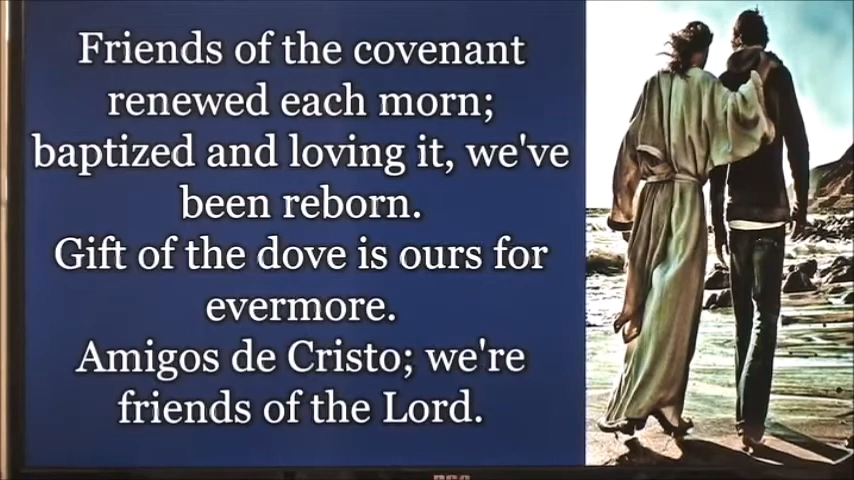 Friends of the covenant
renewed each morn;
baptized and loving it, we've
been reborn.
Gift of the dove is ours for
evermore.
Amigos de Cristo; we're
friends of the Lord.